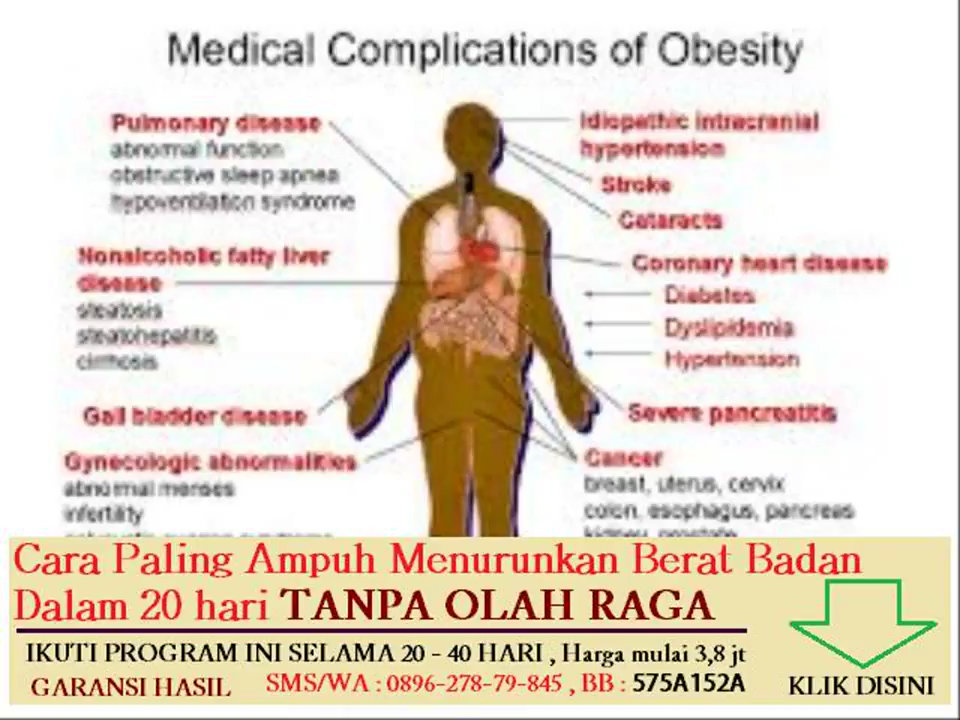 Medical Complications of Obesity
Pulmonary disease
abnormal function
obstructive sleep apnea
hypoventilation syndrome
Nonalcoholic fatty liver
disease
steatosis
steatohepatitis
cirrhosis
Gall bladder disease
Gynecologic abnormalities
abnormal menses
infertility
Idiopathic intracranial
hypertension
Stroke
Cataracts
Coronary heart disease
Diabetes
Dyslipidemia
Hypertension
Severe pancreatitis
Cancer
breast, uterus, cervix
colon, esophagus, pancreas
kidney, prostate
Cara Paling Ampuh Menurunkan Berat Badan
Dalam 20 hari TANPA OLAH RAGA
IKUTI PROGRAM INI SELAMA 20 - 40 HARI , Harga mulai 3,8 jt
GARANSI HASIL SMS/WA : 0896-278-79-845 , BB : 575A152A
KLIK DISINI